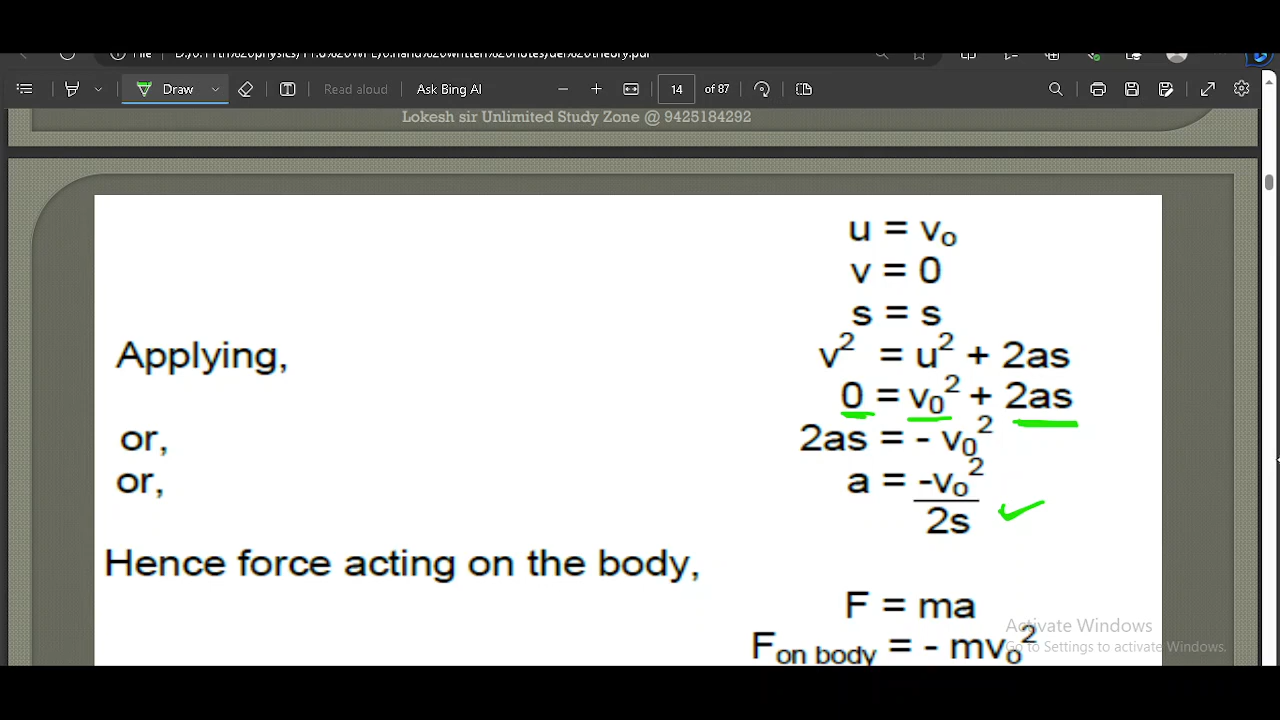 Draw
Read aloud
Ask Bing AI
14
of 87
Lokesh sir Unlimited Study Zone @ 9425184292
u = v₀
v = 0
s = s
Applying,
v² = u² + 2as
0 = v₀² + 2as
or,
2as = - v₀²
or,
a = -v₀²
2s
Hence force acting on the body,
F = ma
F on body = - mv₀²
Activate Windows
Go to Settings to activate Windows.